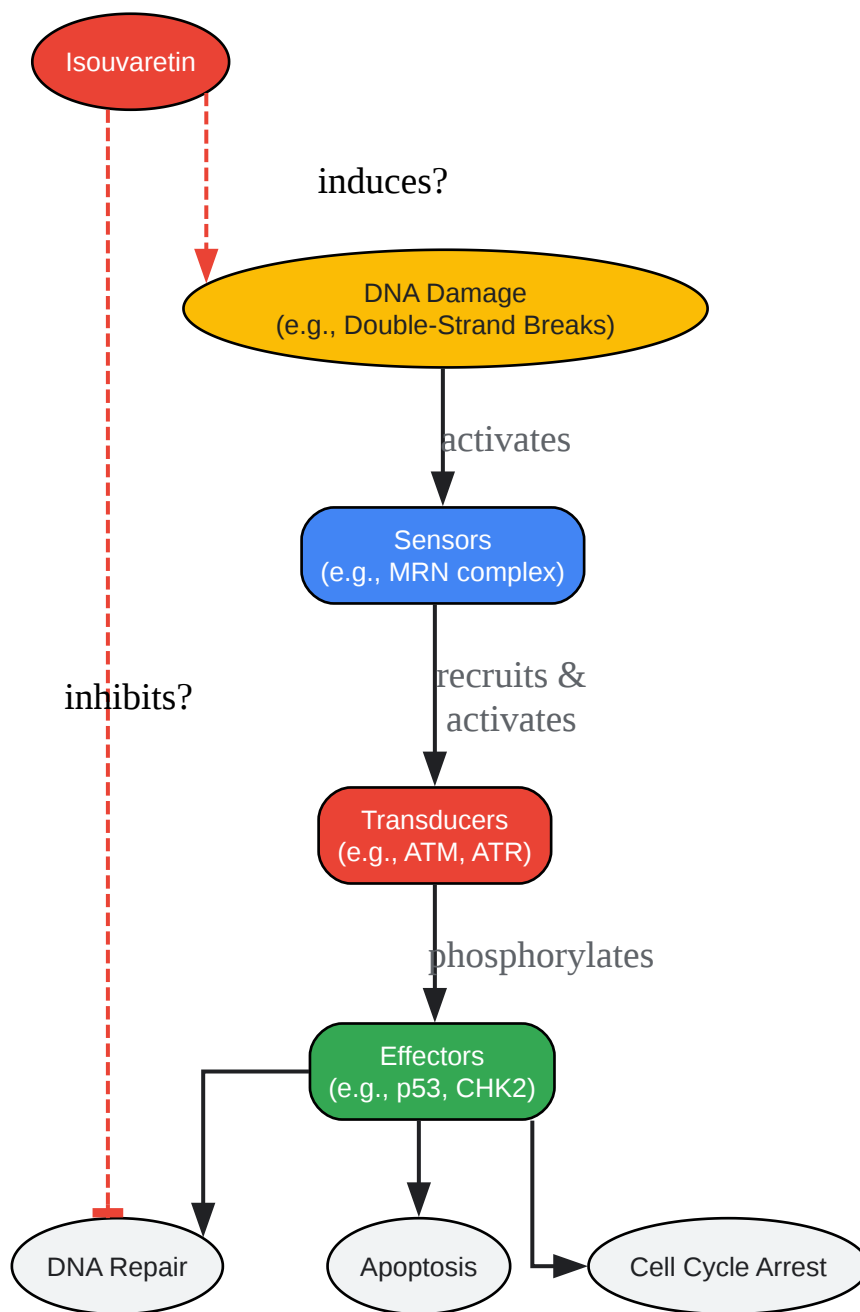 Isouvaretin
induces?
DNA Damage
(e.g., Double-Strand Breaks)
activates
Sensors
(e.g., MRN complex)
recruits &
activates
inhibits?
Transducers
(e.g., ATM, ATR)
phosphorylates
Effectors
(e.g., p53, CHK2)
DNA Repair
Apoptosis
Cell Cycle Arrest